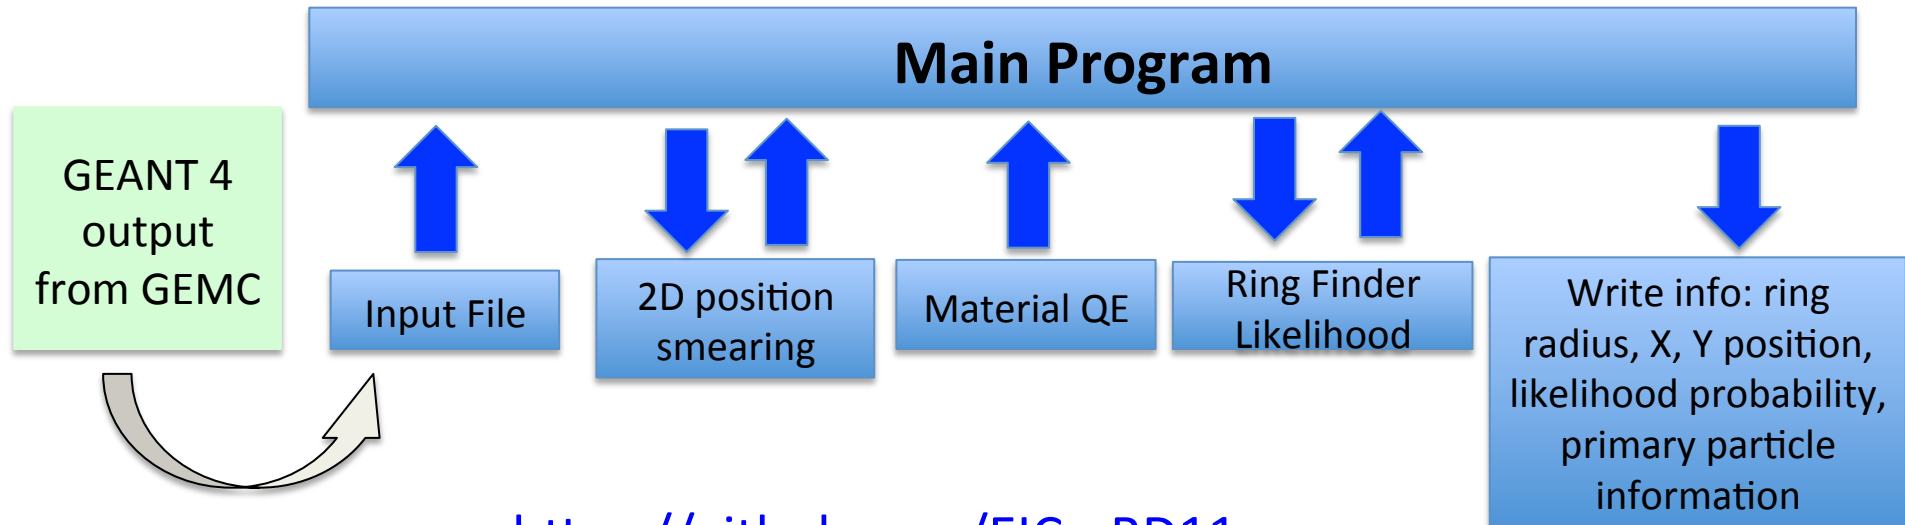 Main Program
GEANT 4
output
from GEMC
Input File
2D position
smearing
Material QE
Ring Finder
Likelihood
Write info: ring
radius, X, Y position,
likelihood probability,
primary particle
information